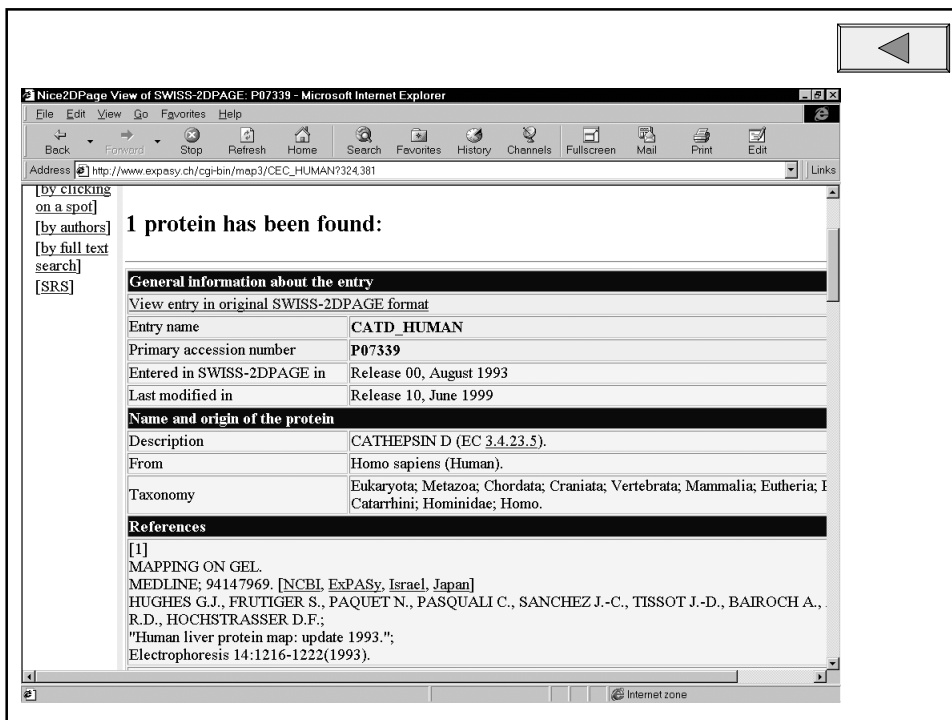 Nice2DPage View of SWISS-2DPAGE: P07339 - Microsoft Internet Explorer
File Edit View Go Favorites Help
Back Forward Stop Refresh Home Search Favorites History Channels Fullscreen Mail Print Edit
Address http://www.expasy.ch/cgi-bin/map3/CEC_HUMAN?324,381 Links
[by clicking
on a spot]
[by authors]
[by full text
search]
[SRS]
1 protein has been found:
General information about the entry
View entry in original SWISS-2DPAGE format
Entry name CATD_HUMAN
Primary accession number P07339
Entered in SWISS-2DPAGE in Release 00, August 1993
Last modified in Release 10, June 1999
Name and origin of the protein
Description CATHEPSIN D (EC 3.4.23.5).
From Homo sapiens (Human).
Taxonomy Eukaryota; Metazoa; Chordata; Craniata; Vertebrata; Mammalia; Eutheria;
Catarrhini; Hominidae; Homo.
References
[1]
MAPPING ON GEL.
MEDLINE; 94147969. [NCBI, ExPASy, Israel, Japan]
HUGHES G.J., FRUTIGER S., PAQUET N., PASQUALI C., SANCHEZ J.-C., TISSOT J.-D., BAIROCH A.,
R.D., HOCHSTRASSER D.F.;
"Human liver protein map: update 1993.";
Electrophoresis 14:1216-1222(1993).
Internet zone